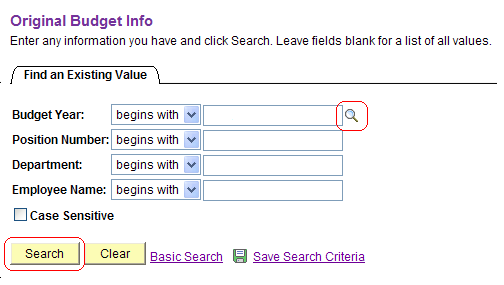 Original Budget Info
Enter any information you have and click Search. Leave fields blank for a list of all values.
Find an Existing Value
Budget Year: begins with
Position Number: begins with
Department: begins with
Employee Name: begins with
Case Sensitive
Search Clear Basic Search Save Search Criteria